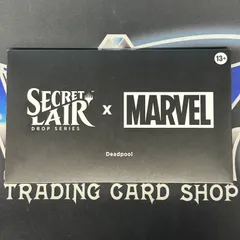 13+
SECRET
LAIR
DROP SERIES
x
MARVEL
Deadpool
TRADING CARD SHOP